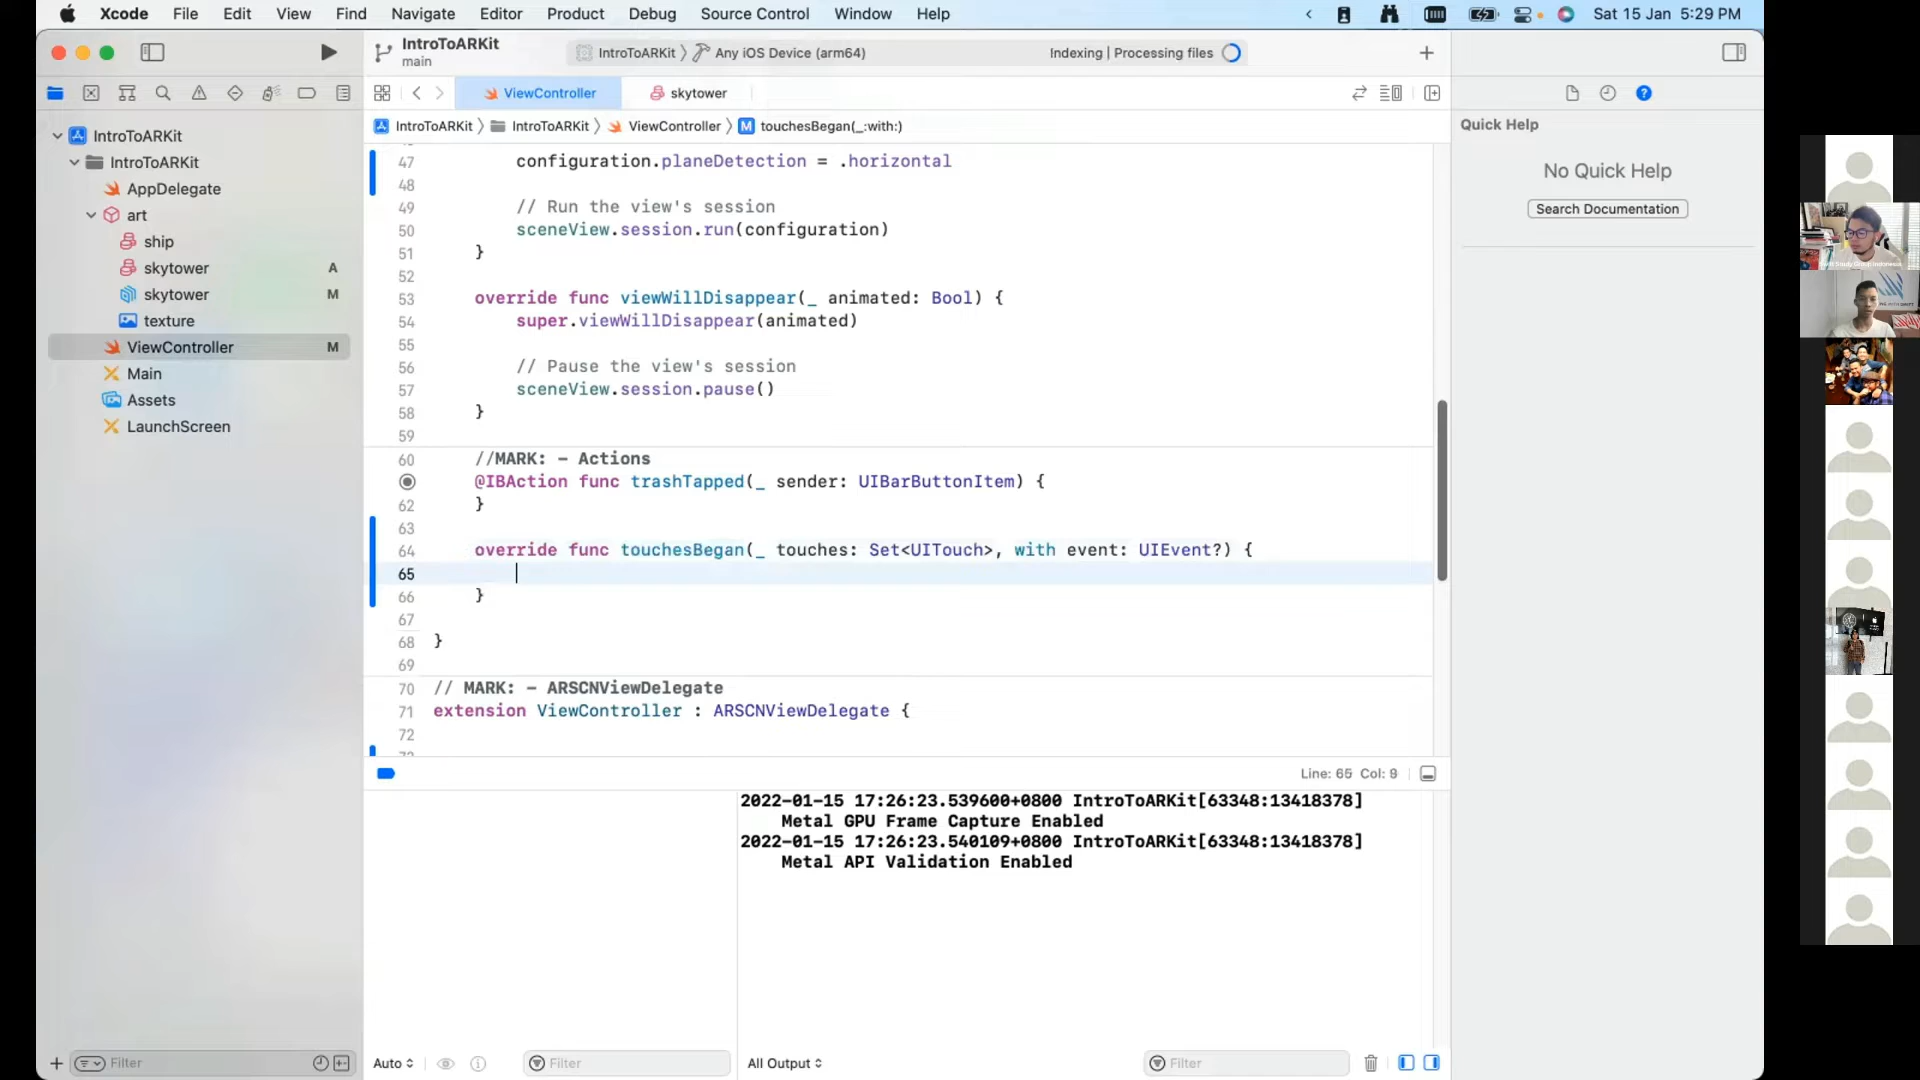 Xcode File Edit View Find Navigate Editor Product Debug Source Control Window Help Sat 15 Jan 5:29 PM
IntroToARKit
main
IntroToARKit Any iOS Device (arm64) Indexing | Processing files
ViewController skytower
IntroToARKit IntroToARKit ViewController M touchesBegan(_:with:)
IntroToARKit
IntroToARKit
AppDelegate
art
ship
skytower A
skytower M
texture
ViewController M
Main
Assets
LaunchScreen
47 configuration.planeDetection = .horizontal
48
49 // Run the view's session
50 sceneView.session.run(configuration)
51 }
52
53 override func viewWillDisappear(_ animated: Bool) {
54 super.viewWillDisappear(animated)
55
56 // Pause the view's session
57 sceneView.session.pause()
58 }
59
60 //MARK: - Actions
@IBAction func trashTapped(_ sender: UIBarButtonItem) {
62 }
63
64 override func touchesBegan(_ touches: Set<UITouch>, with event: UIEvent?) {
65
66 }
67
68 }
69
70 // MARK: - ARSCNViewDelegate
71 extension ViewController : ARSCNViewDelegate {
72
Line: 65 Col: 9
2022-01-15 17:26:23.539600+0800 IntroToARKit[63348:13418378]
Metal GPU Frame Capture Enabled
2022-01-15 17:26:23.540109+0800 IntroToARKit[63348:13418378]
Metal API Validation Enabled
Filter
Auto
Filter
All Output
Filter
Quick Help
No Quick Help
Search Documentation